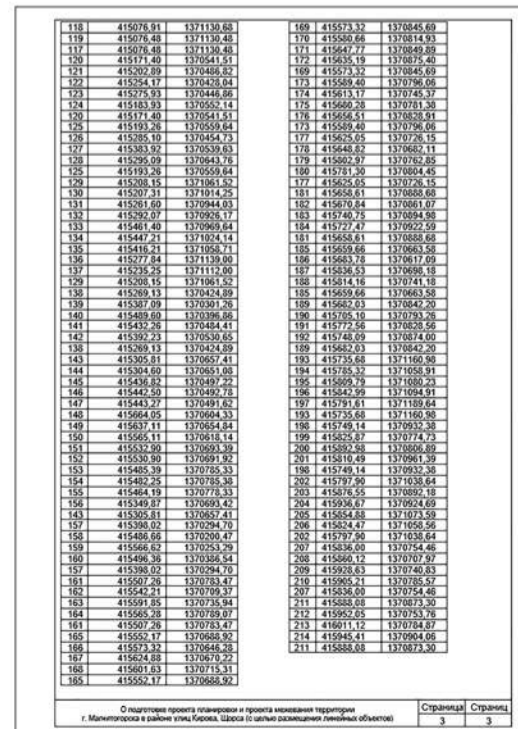 118 415076,91 1371130,68
119 415076,48 1371130,48
117 415076,48 1371130,48
120 415171,40 1370541,51
121 415202,89 1370486,82
122 415254,17 1370428,04
123 415275,93 1370446,86
124 415183,93 1370552,14
120 415171,40 1370541,51
125 415193,26 1370559,64
126 415285,10 1370454,73
127 415383,92 1370539,63
128 415295,09 1370643,76
125 415193,26 1370559,64
129 415208,15 1371061,52
130 415207,31 1371014,25
131 415261,60 1370944,03
132 415292,07 1370926,17
133 415461,40 1370969,64
134 415447,21 1371024,14
135 415416,21 1371058,71
136 415277,84 1371139,00
137 415235,25 1371112,00
129 415208,15 1371061,52
138 415269,13 1370424,89
139 415387,09 1370301,26
140 415489,60 1370396,86
141 415432,26 1370484,41
142 415392,23 1370530,65
138 415269,13 1370424,89
143 415305,81 1370657,41
144 415304,60 1370651,08
145 415436,82 1370497,22
146 415442,50 1370492,78
147 415443,27 1370491,62
148 415664,05 1370604,33
149 415637,11 1370654,84
150 415565,11 1370618,14
151 415532,90 1370693,39
152 415530,90 1370691,92
153 415485,39 1370785,33
154 415482,25 1370785,38
155 415464,19 1370778,33
156 415349,87 1370693,42
143 415305,81 1370657,41
157 415398,02 1370294,70
158 415486,66 1370200,47
159 415566,62 1370253,29
160 415496,36 1370386,54
157 415398,02 1370294,70
161 415507,26 1370783,47
162 415542,21 1370709,37
163 415591,85 1370735,94
164 415565,28 1370789,07
161 415507,26 1370783,47
165 415552,17 1370688,92
166 415573,32 1370646,28
167 415624,88 1370670,22
168 415601,63 1370715,31
165 415552,17 1370688,92
169 415573,32 1370845,69
170 415580,66 1370814,93
171 415647,77 1370849,89
172 415635,19 1370875,40
169 415573,32 1370845,69
173 415589,40 1370796,06
174 415613,17 1370745,37
175 415680,28 1370781,38
176 415656,51 1370828,91
173 415589,40 1370796,06
177 415625,05 1370726,15
178 415648,82 1370682,11
179 415802,97 1370762,85
180 415781,30 1370804,45
177 415625,05 1370726,15
181 415658,61 1370888,68
182 415670,84 1370861,07
183 415740,75 1370894,98
184 415727,47 1370922,59
181 415658,61 1370888,68
185 415659,66 1370663,58
186 415683,78 1370617,09
187 415836,53 1370698,18
188 415814,16 1370741,18
185 415659,66 1370663,58
189 415682,03 1370842,20
190 415705,10 1370793,26
191 415772,56 1370828,56
192 415748,09 1370874,00
189 415682,03 1370842,20
193 415735,68 1371160,98
194 415785,32 1371058,91
195 415809,79 1371080,23
196 415842,99 1371094,91
197 415791,61 1371189,64
193 415735,68 1371160,98
198 415749,14 1370932,38
199 415825,87 1370774,73
200 415892,98 1370806,89
201 415810,49 1370961,39
198 415749,14 1370932,38
202 415797,90 1371038,64
203 415876,55 1370892,18
204 415936,67 1370924,69
205 415854,88 1371073,59
206 415824,47 1371058,56
202 415797,90 1371038,64
207 415836,00 1370754,46
208 415860,12 1370707,97
209 415928,63 1370740,83
210 415905,21 1370785,57
207 415836,00 1370754,46
211 415888,08 1370873,30
212 415952,05 1370753,76
213 416011,12 1370784,87
214 415945,41 1370904,06
211 415888,08 1370873,30
О подготовке проекта планировки и проекта межевания территории
г. Магнитогорска в районе улиц Кирова, Щорса (с целью размещения линейных объектов)
Страница Страниц
3 3